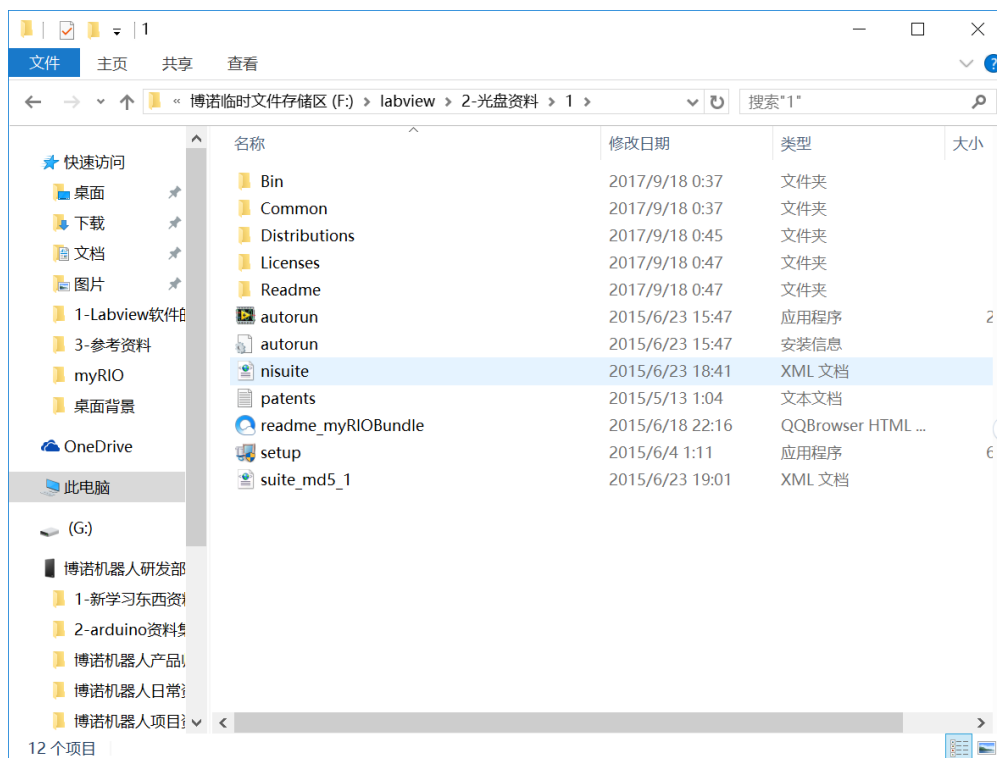 1
文件 主页 共享 查看
« 博诺临时文件存储区 (F:) > labview > 2-光盘资料 > 1 > 搜索"1"
名称 修改日期 类型 大小
快速访问
桌面
下载
文档
图片
1-Labview软件
3-参考资料
myRIO
桌面背景
OneDrive
此电脑
(G:)
博诺机器人研发部
1-新学习东西资
2-arduino资料
博诺机器人产品
博诺机器人日常
博诺机器人项目
Bin 2017/9/18 0:37 文件夹
Common 2017/9/18 0:37 文件夹
Distributions 2017/9/18 0:45 文件夹
Licenses 2017/9/18 0:47 文件夹
Readme 2017/9/18 0:47 文件夹
autorun 2015/6/23 15:47 应用程序 2
autorun 2015/6/23 15:47 安装信息
nisuite 2015/6/23 18:41 XML 文档
patents 2015/5/13 1:04 文本文档
readme_myRIOBundle 2015/6/18 22:16 QQBrowser HTML ...
setup 2015/6/4 1:11 应用程序 6
suite_md5_1 2015/6/23 19:01 XML 文档
12 个项目